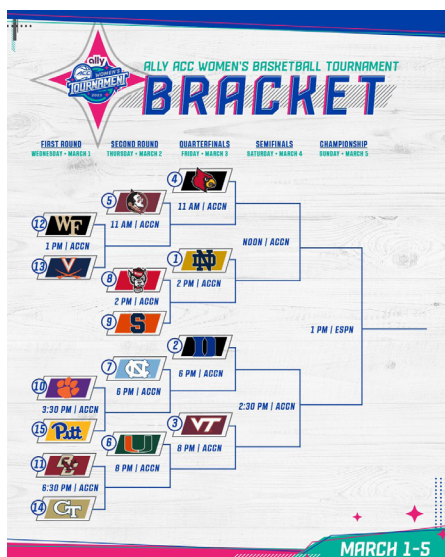 ally
ACC WOMEN'S
TOURNAMENT
2023
ALLY ACC WOMEN'S BASKETBALL TOURNAMENT
BRACKET
FIRST ROUND
WEDNESDAY • MARCH 1
SECOND ROUND
THURSDAY • MARCH 2
QUARTERFINALS
FRIDAY • MARCH 3
SEMIFINALS
SATURDAY • MARCH 4
CHAMPIONSHIP
SUNDAY • MARCH 5
4
5
11 AM | ACCN
11 AM | ACCN
12
WF
1 PM | ACCN
13
V
NOON | ACCN
1
ND
8
2 PM | ACCN
2 PM | ACCN
9
S
1 PM | ESPN
2
D
7
NC
6 PM | ACCN
6 PM | ACCN
10
3:30 PM | ACCN
15
Pitt
2:30 PM | ACCN
3
VT
6
U
8 PM | ACCN
8 PM | ACCN
11
BC
6:30 PM | ACCN
14
GT
MARCH 1-5